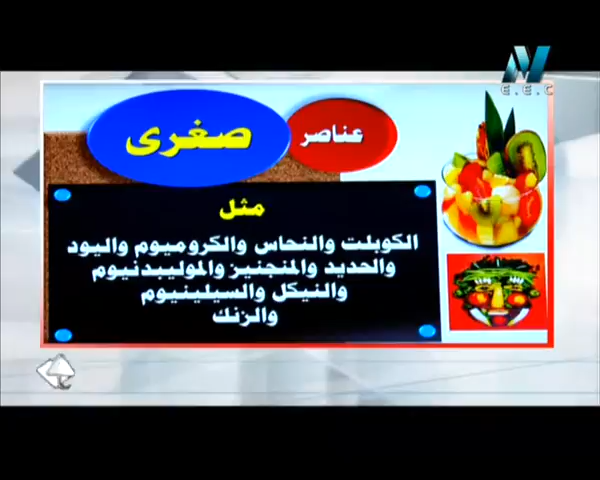 E.E.C
عناصر
صغرى
مثل
الكوبلت والنحاس والكروميوم واليود
والحديد والمنجنيز والموليبدنيوم
والنيكل والسيلينيوم
والزنك